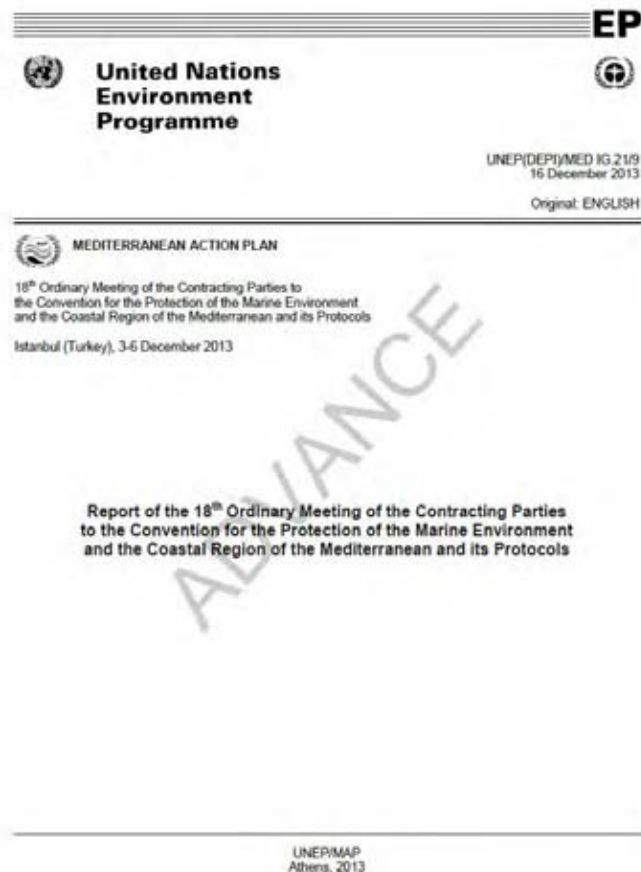 EP
United Nations
Environment
Programme
UNEP(DEPI)/MED IG.21/9
16 December 2013
Original: ENGLISH
MEDITERRANEAN ACTION PLAN
18th Ordinary Meeting of the Contracting Parties to
the Convention for the Protection of the Marine Environment
and the Coastal Region of the Mediterranean and its Protocols
Istanbul (Turkey), 3-6 December 2013
ADVANCE
Report of the 18th Ordinary Meeting of the Contracting Parties
to the Convention for the Protection of the Marine Environment
and the Coastal Region of the Mediterranean and its Protocols
UNEP/MAP
Athens, 2013